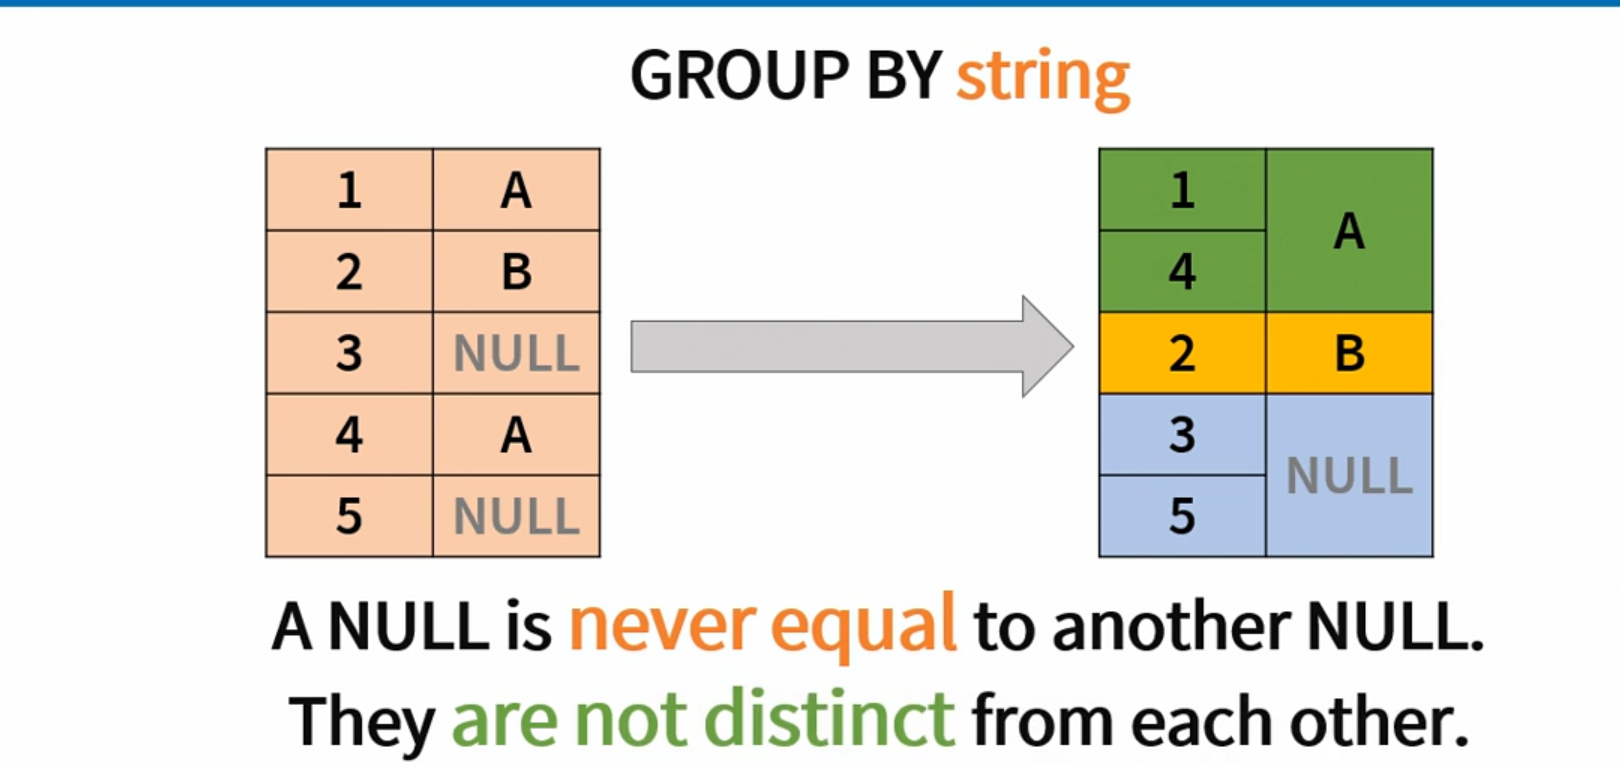 GROUP BY string
1 A
2 B
3 NULL
4 A
5 NULL
1 A
4
2 B
3 NULL
5
A NULL is never equal to another NULL.
They are not distinct from each other.